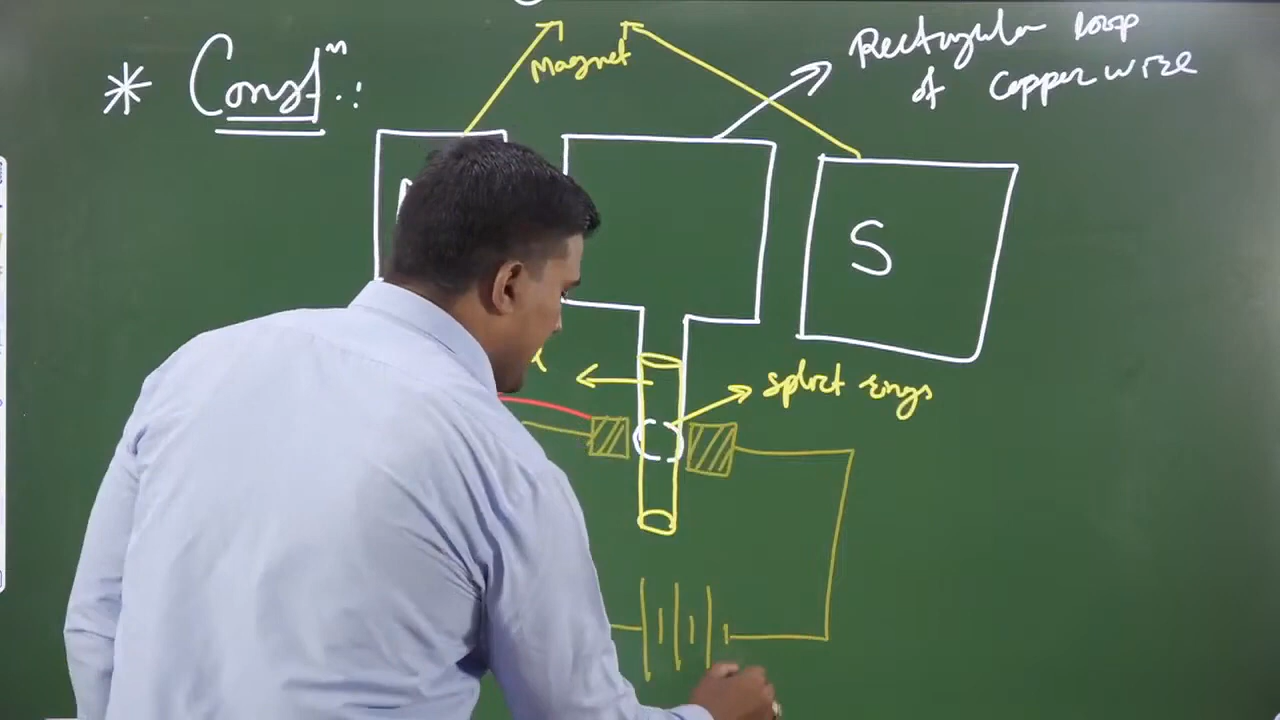 * Constⁿ.:
Magnet
Rectangular loop
of Copper wire
S
split rings